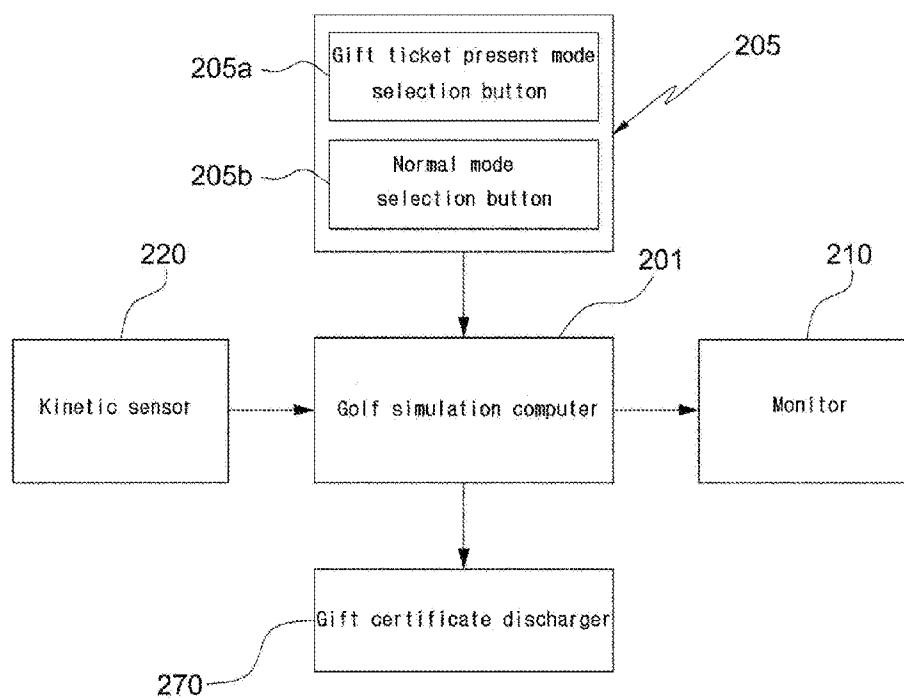 205a
Gift ticket present mode
selection button
205
205b
Normal mode
selection button
220
201
210
Kinetic sensor
Golf simulation computer
Monitor
Gift certificate discharger
270